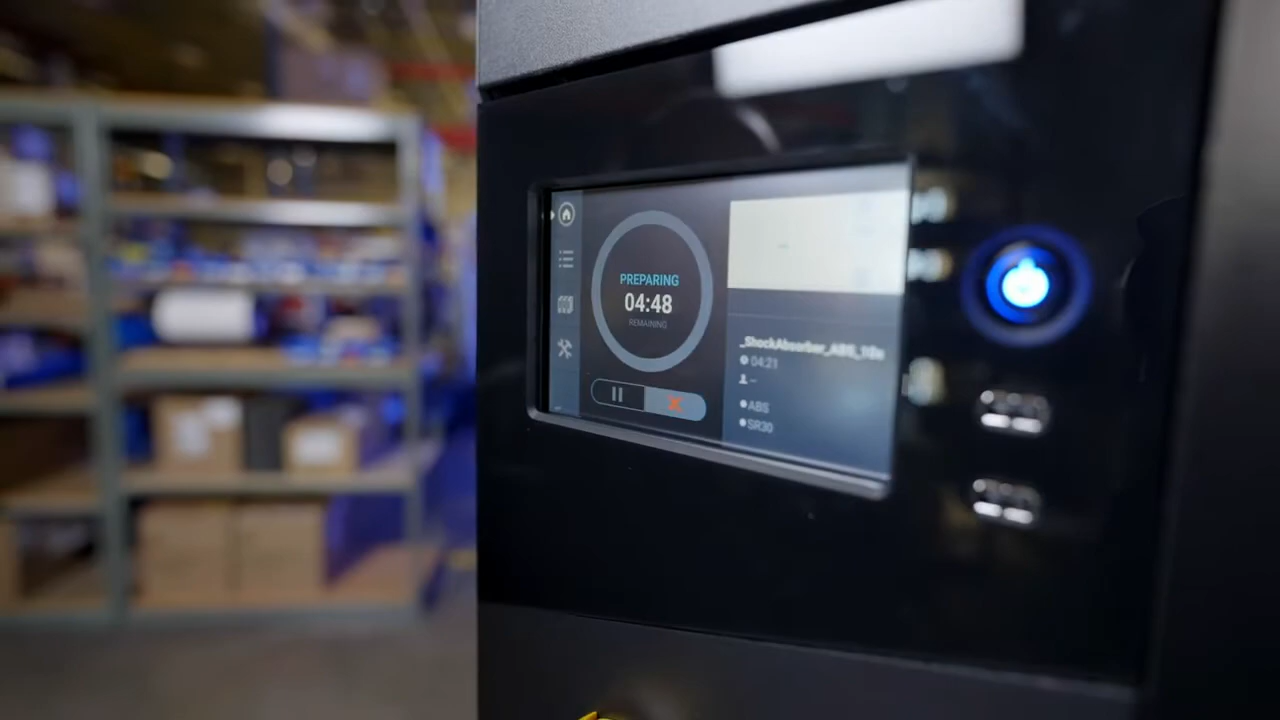 PREPARING
04:48
REMAINING
_ShockAbsorber_ABS_
04:21
--
ABS
SR30